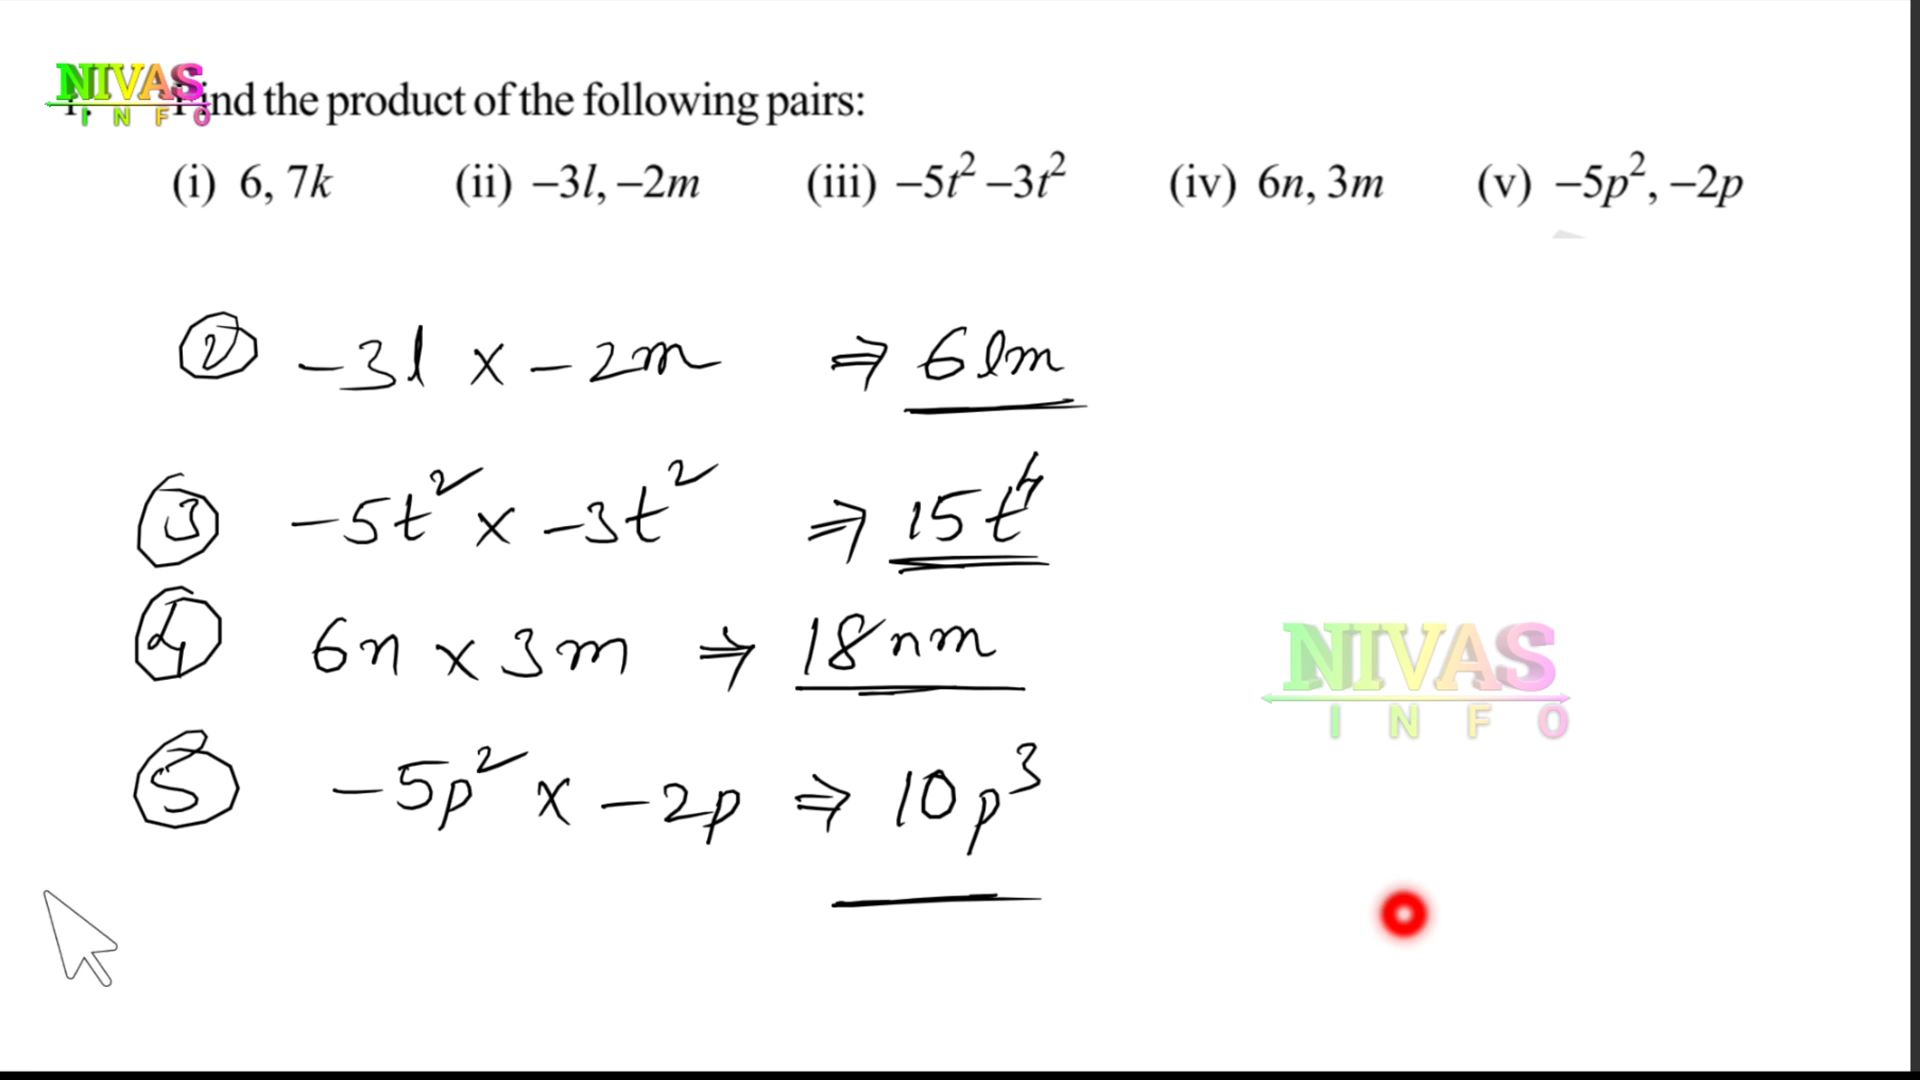 NIVAS
INFO
1. Find the product of the following pairs:
(i) 6, 7k (ii) –3l, –2m (iii) –5t² –3t² (iv) 6n, 3m (v) –5p², –2p
② -3l x -2m ⇒ 6lm
③ -5t² x -3t² ⇒ 15t⁴
④ 6n x 3m ⇒ 18nm
NIVAS
INFO
⑤ -5p² x -2p ⇒ 10p³